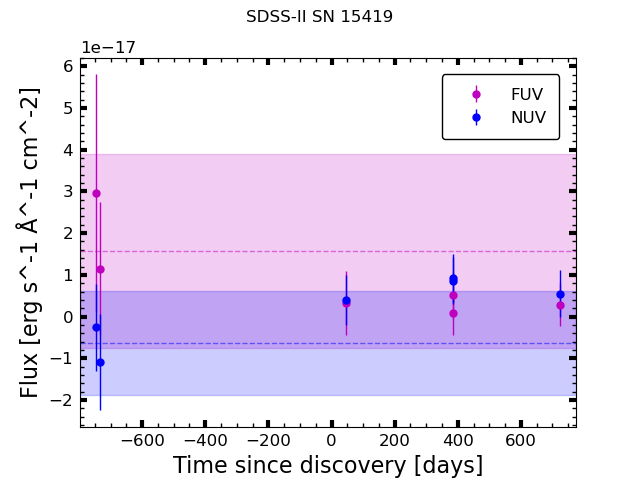 SDSS-II SN 15419
1e−17
6
5
4
3
2
1
0
−1
−2
Flux [erg s^-1 Å^-1 cm^-2]
FUV
NUV
−600 −400 −200 0 200 400 600
Time since discovery [days]